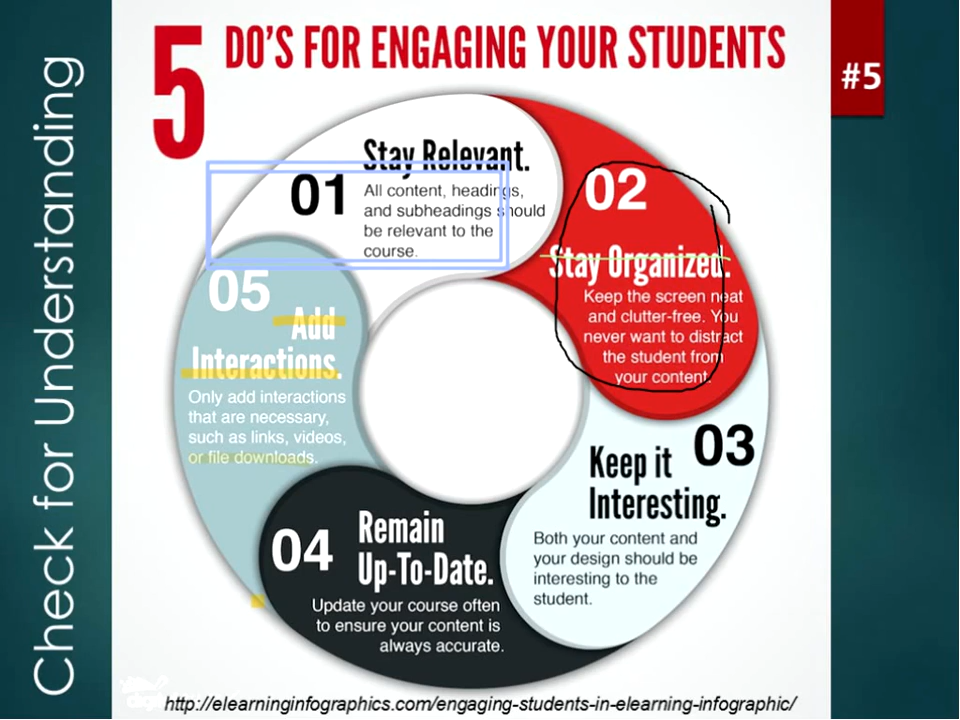 Check for Understanding
5 DO'S FOR ENGAGING YOUR STUDENTS
#5
01
Stay Relevant.
All content, headings,
and subheadings should
be relevant to the
course.
02
Stay Organized.
Keep the screen neat
and clutter-free. You
never want to distract
the student from
your content.
03
Keep it
Interesting.
Both your content and
your design should be
interesting to the
student.
04
Remain
Up-To-Date.
Update your course often
to ensure your content is
always accurate.
05
Add
Interactions.
Only add interactions
that are necessary,
such as links, videos,
or file downloads.
http://elearninginfographics.com/engaging-students-in-elearning-infographic/